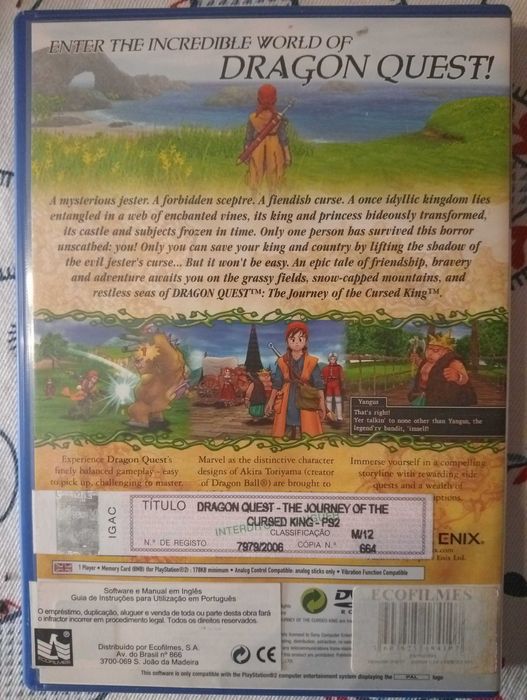 ENTER THE INCREDIBLE WORLD OF
DRAGON QUEST!
A mysterious jester. A forbidden sceptre. A fiendish curse. A once idyllic kingdom lies
entangled in a web of enchanted vines, its king and princess hideously transformed,
its castle and subjects frozen in time. Only one person has survived this horror
unscathed: you! Only you can save your king and country by lifting the shadow of
the evil jester's curse... But it won't be easy. An epic tale of friendship, bravery
and adventure awaits you on the grassy fields, snow-capped mountains, and
restless seas of DRAGON QUEST™: The Journey of the Cursed King™.
Yangus
That's right!
Yer talkin' to none other than Yangus, the
legend'ry bandit, 'imself!
Experience Dragon Quest's
finely balanced gameplay – easy
to pick up, challenging to master.
Marvel as the distinctive character
designs of Akira Toriyama (creator
of Dragon Ball®) are brought to
Immerse yourself in a compelling
storyline with rewarding side
quests and a wealth of
IGAC
TÍTULO DRAGON QUEST - THE JOURNEY OF THE
CURSED KING - PS2
CLASSIFICAÇÃO M/12
N.º DE REGISTO 7979/2006 CÓPIA N.º 664
ENIX.
1 Player • Memory Card (8MB) (for PlayStation®2) : 178KB minimum • Analog Control Compatible: analog sticks only • Vibration Function Compatible
Software e Manual em Inglês
Guia de Instruções para Utilização em Português
O empréstimo, duplicação, aluguer e venda de toda ou parte desta obra fará
o infractor incorrer em procedimento legal. Todos os direitos reservados.
ECOFILMES
Distribuído por Ecofilmes, S.A.
Av. do Brasil nº 866
3700-069 S. João da Madeira
CE
ECOFILMES
This software is only compatible with the PlayStation®2 computer entertainment system displaying the PAL logo